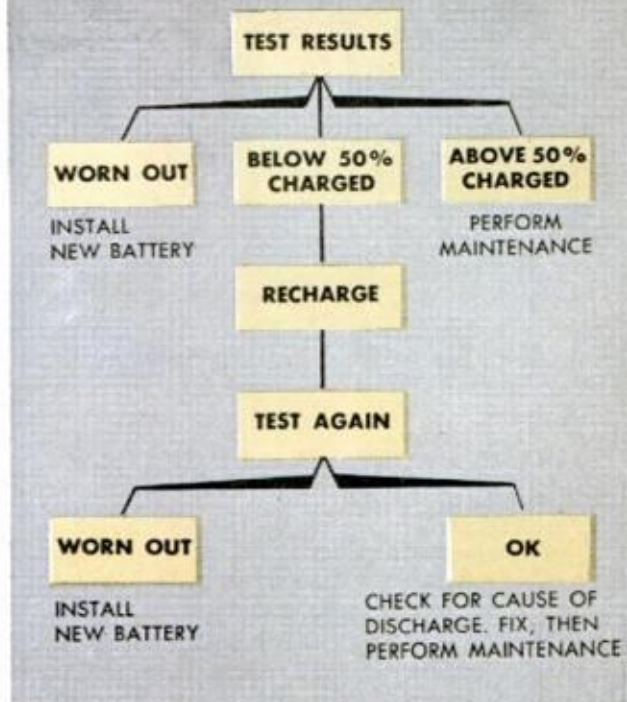 TEST RESULTS
WORN OUT
INSTALL
NEW BATTERY
BELOW 50%
CHARGED
ABOVE 50%
CHARGED
PERFORM
MAINTENANCE
RECHARGE
TEST AGAIN
WORN OUT
INSTALL
NEW BATTERY
OK
CHECK FOR CAUSE OF
DISCHARGE. FIX, THEN
PERFORM MAINTENANCE